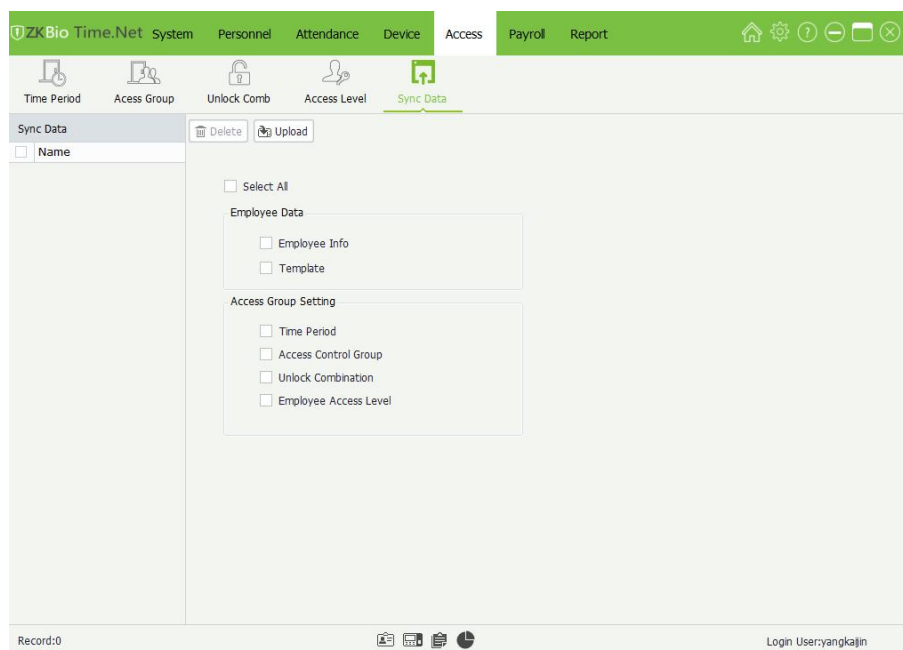 ZKBio Time.Net System Personnel Attendance Device Access Payroll Report
Time Period Acess Group Unlock Comb Access Level Sync Data
Sync Data Delete Upload
Name
Select All
Employee Data
Employee Info
Template
Access Group Setting
Time Period
Access Control Group
Unlock Combination
Employee Access Level
Record:0 Login User:yangkaijin